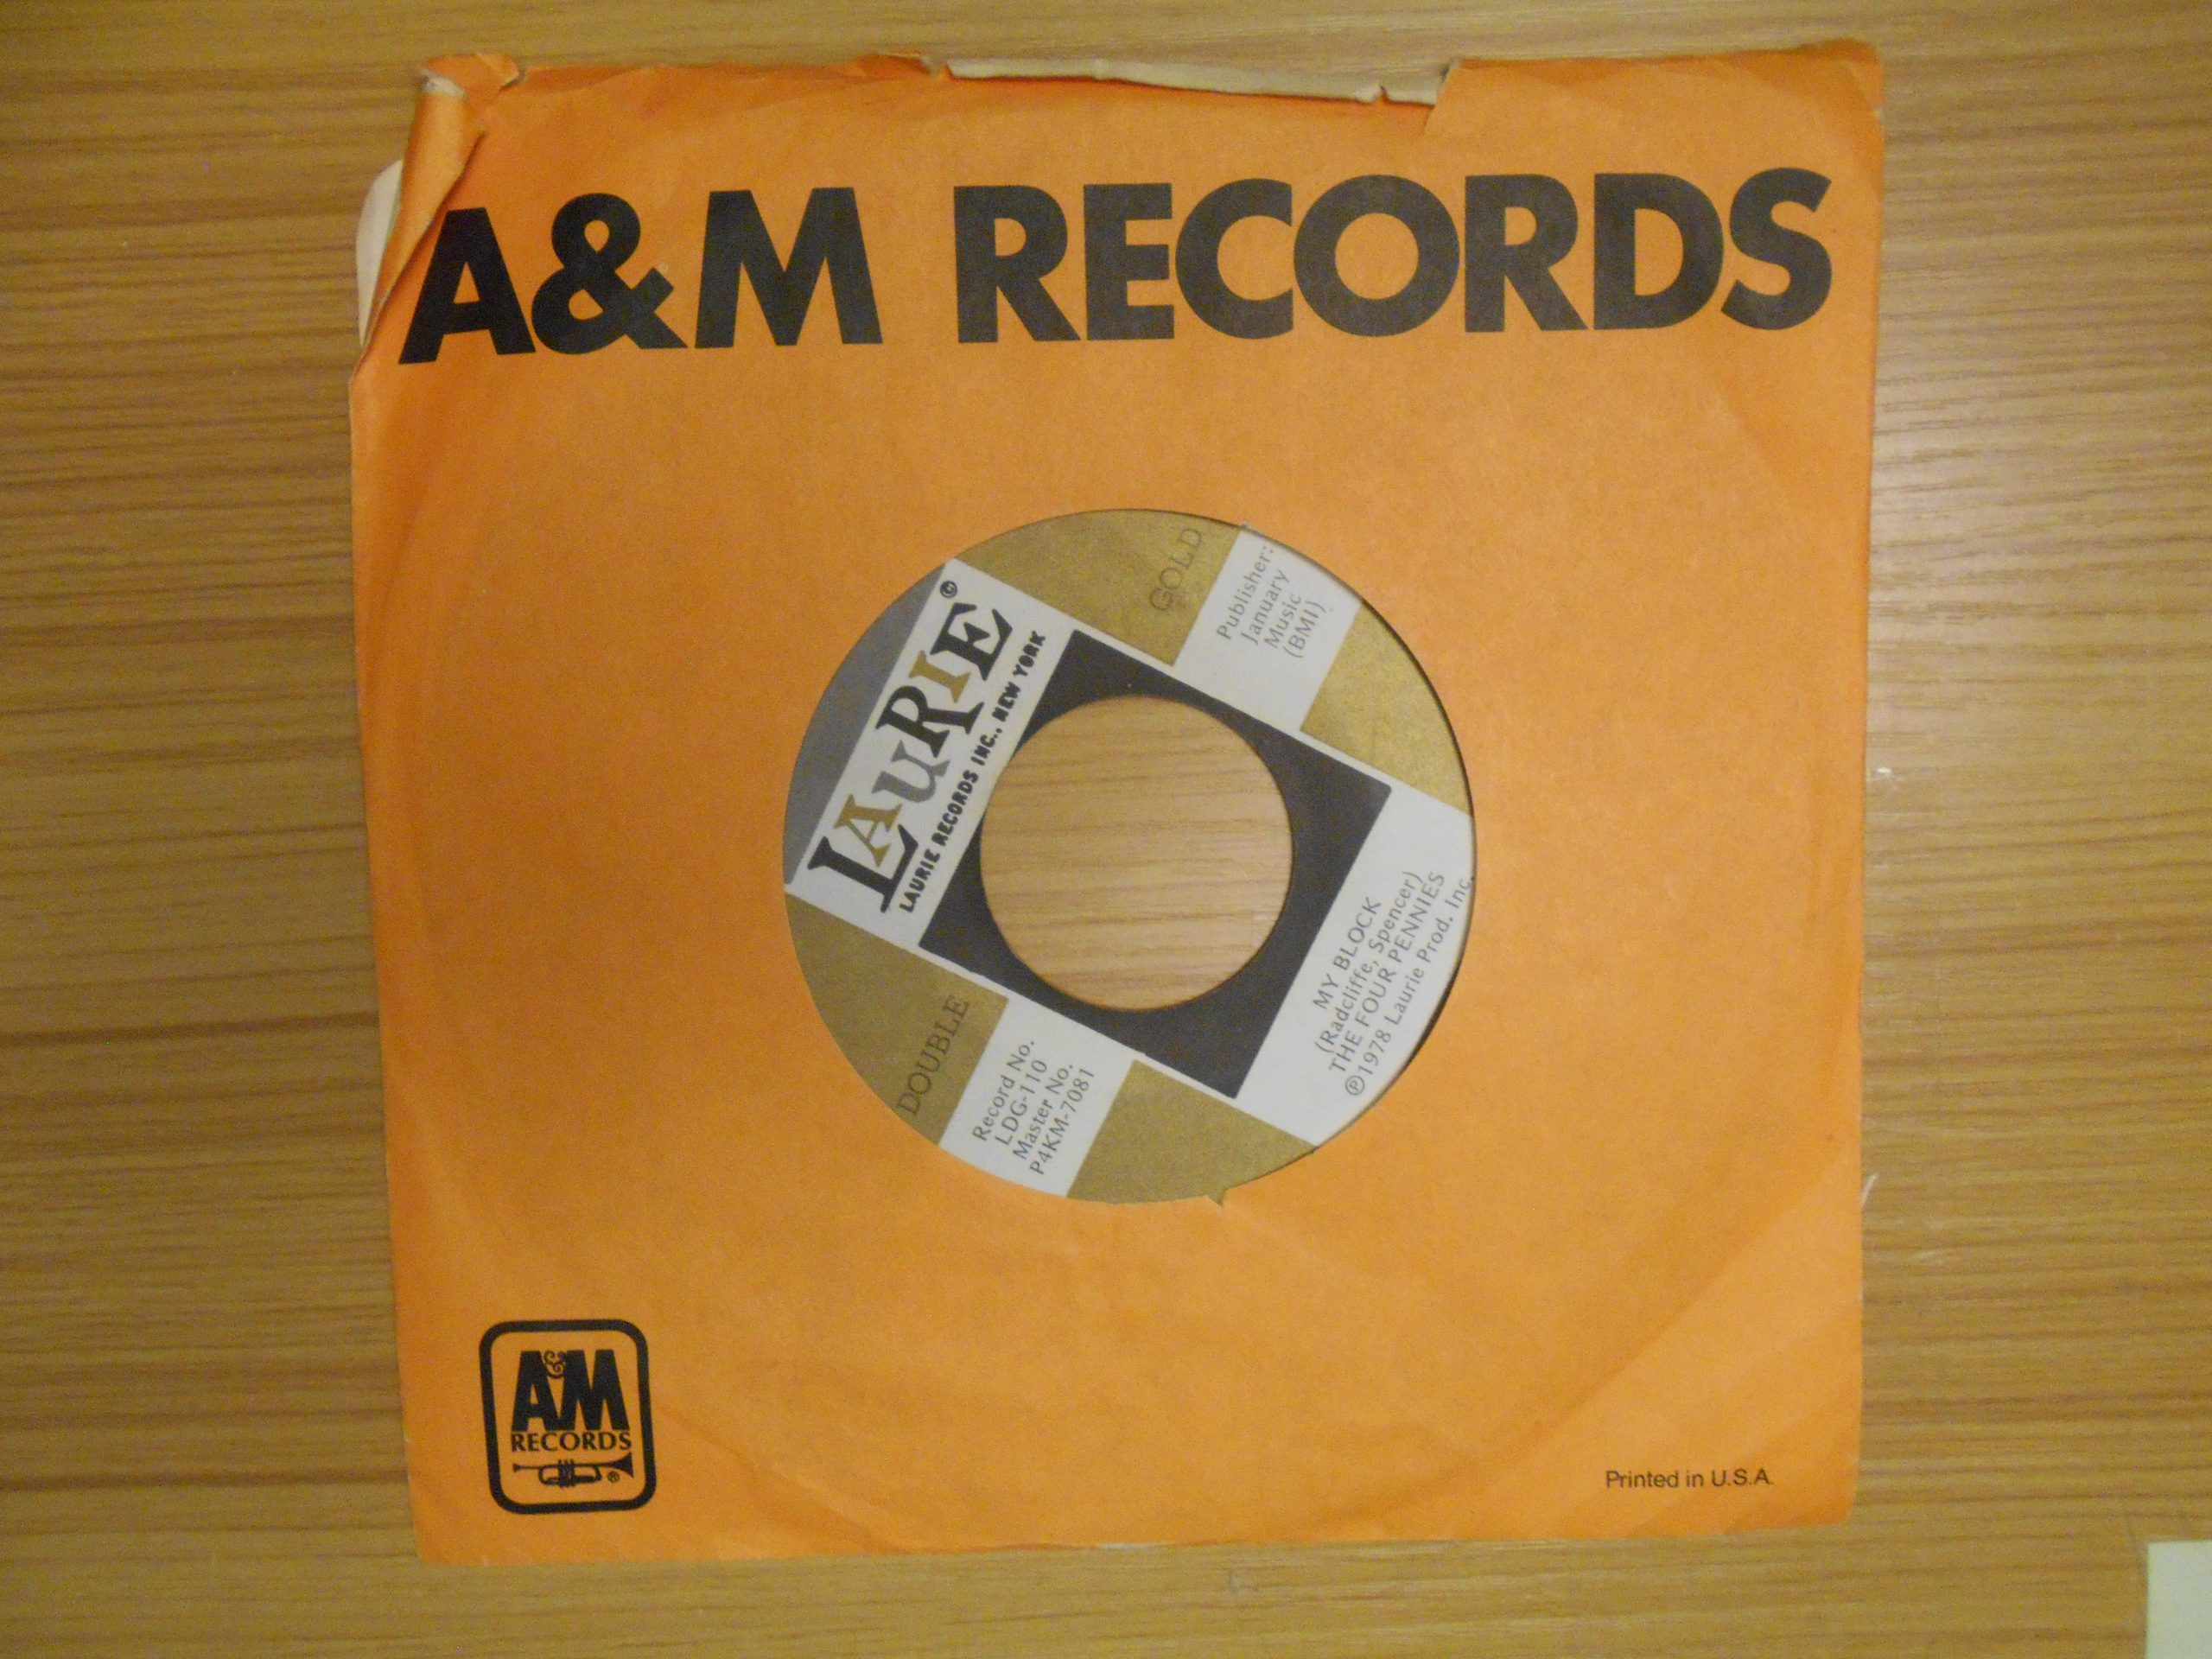 A&M RECORDS
LAURIE®
LAURIE RECORDS INC., NEW YORK
DOUBLE
GOLD
Record No.
LDG-110
Master No.
P4KM-7081
Publisher:
January
Music
(BMI)
MY BLOCK
(Radcliffe, Spencer)
THE FOUR PENNIES
℗1978 Laurie Prod. Inc.
A&M
RECORDS
®
Printed in U.S.A.